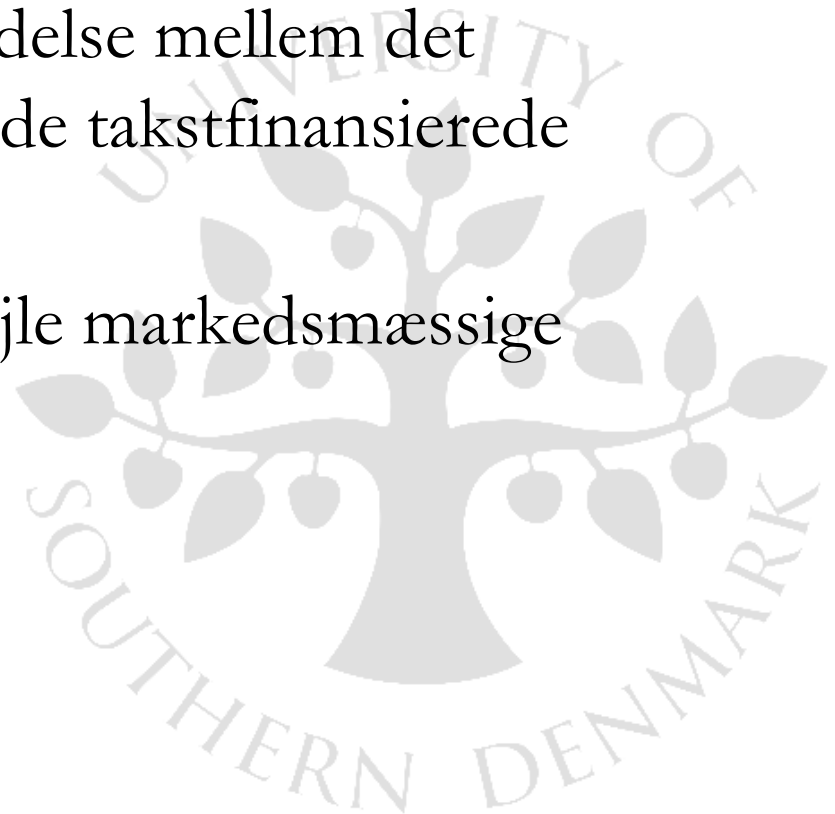 delse mellem det
de takstfinansierede
jle markedsmæssige
UNIVERSITY OF
SOUTHERN DENMARK